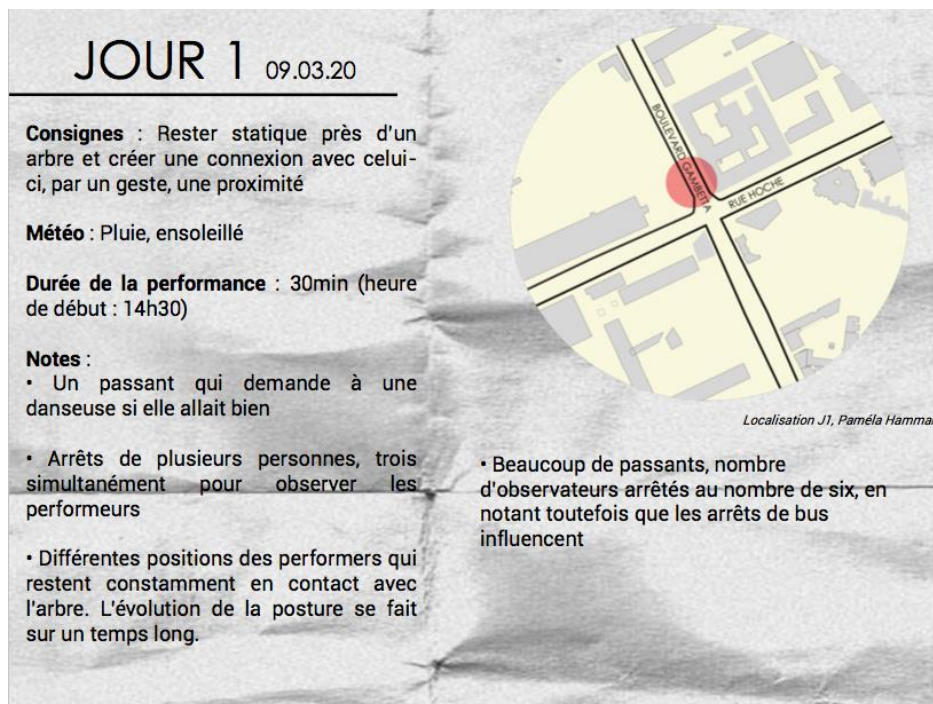 JOUR 1 09.03.20
Consignes : Rester statique près d'un
arbre et créer une connexion avec celui-
ci, par un geste, une proximité
Météo : Pluie, ensoleillé
Durée de la performance : 30min (heure
de début : 14h30)
Notes :
• Un passant qui demande à une
danseuse si elle allait bien
• Arrêts de plusieurs personnes, trois
simultanément pour observer les
performeurs
• Différentes positions des performers qui
restent constamment en contact avec
l'arbre. L'évolution de la posture se fait
sur un temps long.
BOULEVARD GAMBETTA
RUE HOCHE
Localisation J1, Paméla Hamma
• Beaucoup de passants, nombre
d'observateurs arrêtés au nombre de six, en
notant toutefois que les arrêts de bus
influencent